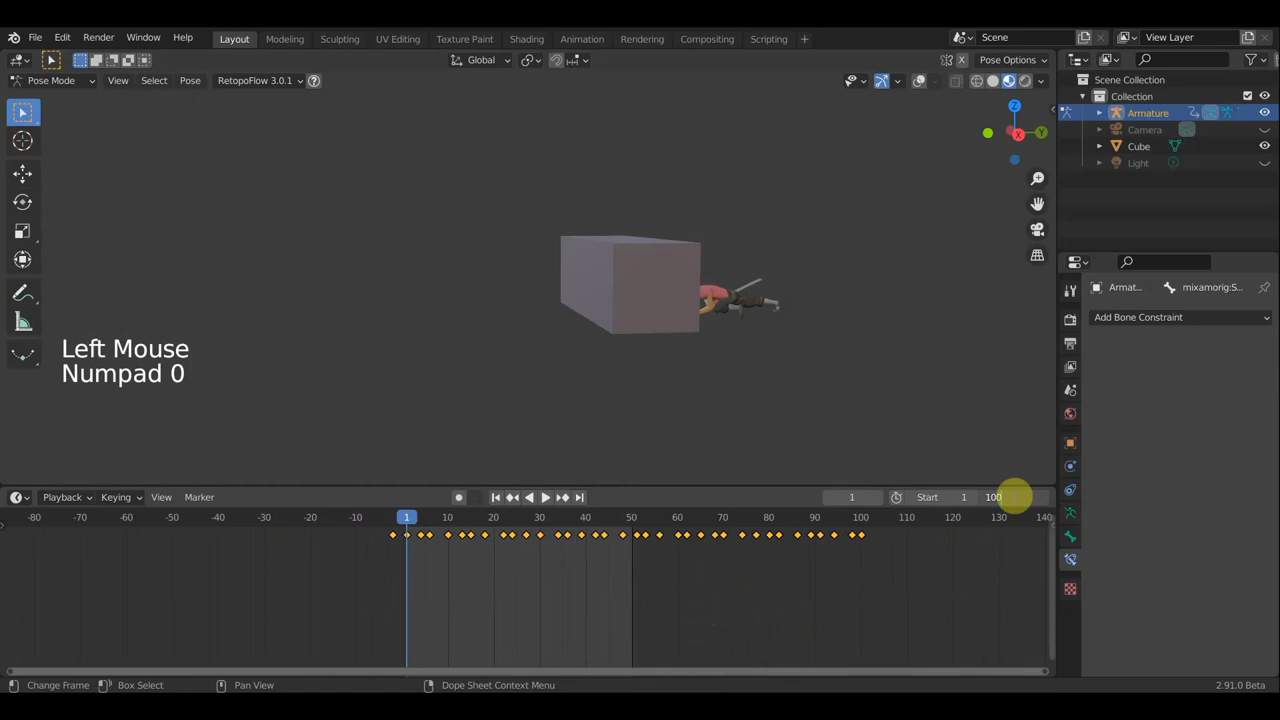 File Edit Render Window Help Layout Modeling Sculpting UV Editing Texture Paint Shading Animation Rendering Compositing Scripting + Scene View Layer
Global Pose Options
Pose Mode View Select Pose RetopoFlow 3.0.1
Scene Collection
Collection
Armature
Camera
Cube
Light
Z
X
Y
Armat... mixamorig:S...
Add Bone Constraint
Left Mouse
Numpad 0
Playback Keying View Marker 1 Start 1 100
-80 -70 -60 -50 -40 -30 -20 -10 1 10 20 30 40 50 60 70 80 90 100 110 120 130 140
Change Frame Box Select Pan View Dope Sheet Context Menu 2.91.0 Beta